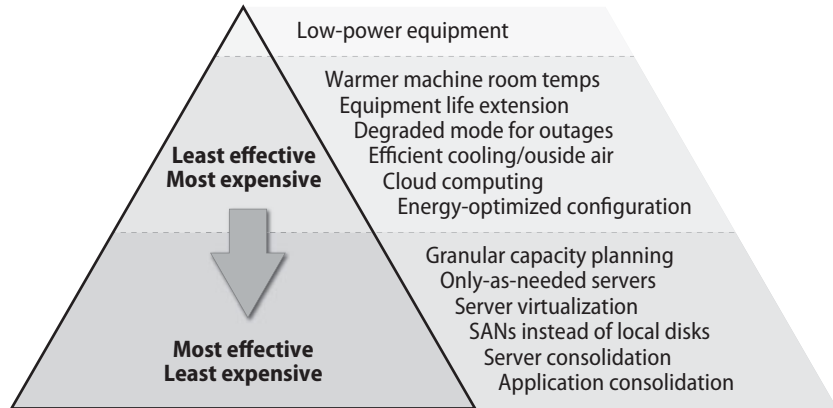 Low-power equipment
Warmer machine room temps
Equipment life extension
Degraded mode for outages
Efficient cooling/ouside air
Cloud computing
Energy-optimized configuration
Least effective
Most expensive
Granular capacity planning
Only-as-needed servers
Server virtualization
SANs instead of local disks
Server consolidation
Application consolidation
Most effective
Least expensive